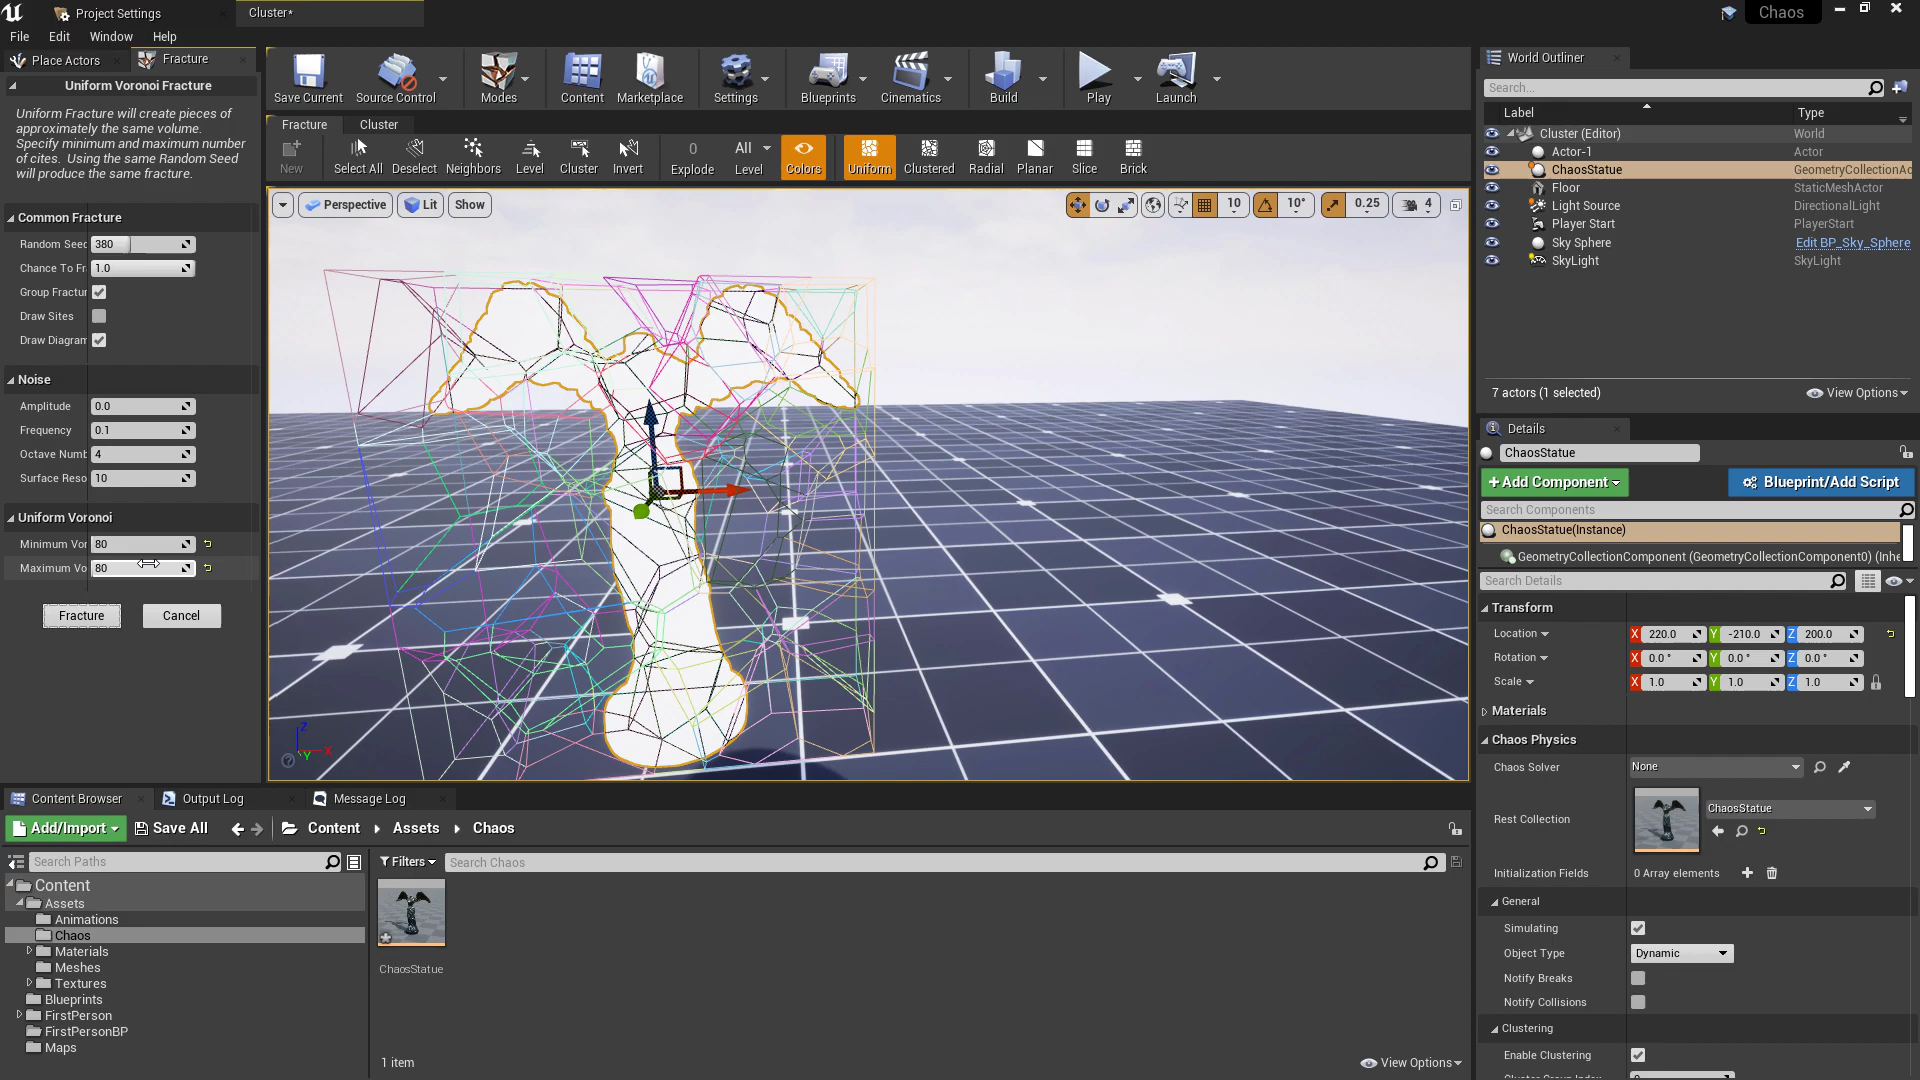 Project Settings
Cluster*
Chaos
File
Edit
Window
Help
Place Actors
Fracture
Uniform Voronoi Fracture
Uniform Fracture will create pieces of
approximately the same volume.
Specify minimum and maximum number
of cites. Using the same Random Seed
will produce the same fracture.
Common Fracture
Random Seed 380
Chance To Fr 1.0
Group Fractur
Draw Sites
Draw Diagram
Noise
Amplitude 0.0
Frequency 0.1
Octave Numb 4
Surface Reso 10
Uniform Voronoi
Minimum Vor 80
Maximum Vo 80
Fracture
Cancel
Save Current
Source Control
Modes
Content
Marketplace
Settings
Blueprints
Cinematics
Build
Play
Launch
Fracture
Cluster
New
Select All
Deselect
Neighbors
Level
Cluster
Invert
0
Explode
All
Level
Colors
Uniform
Clustered
Radial
Planar
Slice
Brick
Perspective
Lit
Show
10
10°
0.25
4
Z
X
Y
World Outliner
Search...
Label
Type
Cluster (Editor) World
Actor-1 Actor
ChaosStatue GeometryCollectionAc
Floor StaticMeshActor
Light Source DirectionalLight
Player Start PlayerStart
Sky Sphere Edit BP_Sky_Sphere
SkyLight SkyLight
7 actors (1 selected)
View Options
Details
ChaosStatue
+ Add Component
Blueprint/Add Script
Search Components
ChaosStatue(Instance)
GeometryCollectionComponent (GeometryCollectionComponent0) (Inhe
Search Details
Transform
Location X 220.0 Y -210.0 Z 200.0
Rotation X 0.0 ° Y 0.0 ° Z 0.0 °
Scale X 1.0 Y 1.0 Z 1.0
Materials
Chaos Physics
Chaos Solver None
Rest Collection ChaosStatue
Initialization Fields 0 Array elements
General
Simulating
Object Type Dynamic
Notify Breaks
Notify Collisions
Clustering
Enable Clustering
Content Browser
Output Log
Message Log
Add/Import
Save All
Content
Assets
Chaos
Search Paths
Filters
Search Chaos
Content
Assets
Animations
Chaos
Materials
Meshes
Textures
Blueprints
FirstPerson
FirstPersonBP
Maps
ChaosStatue
1 item
View Options